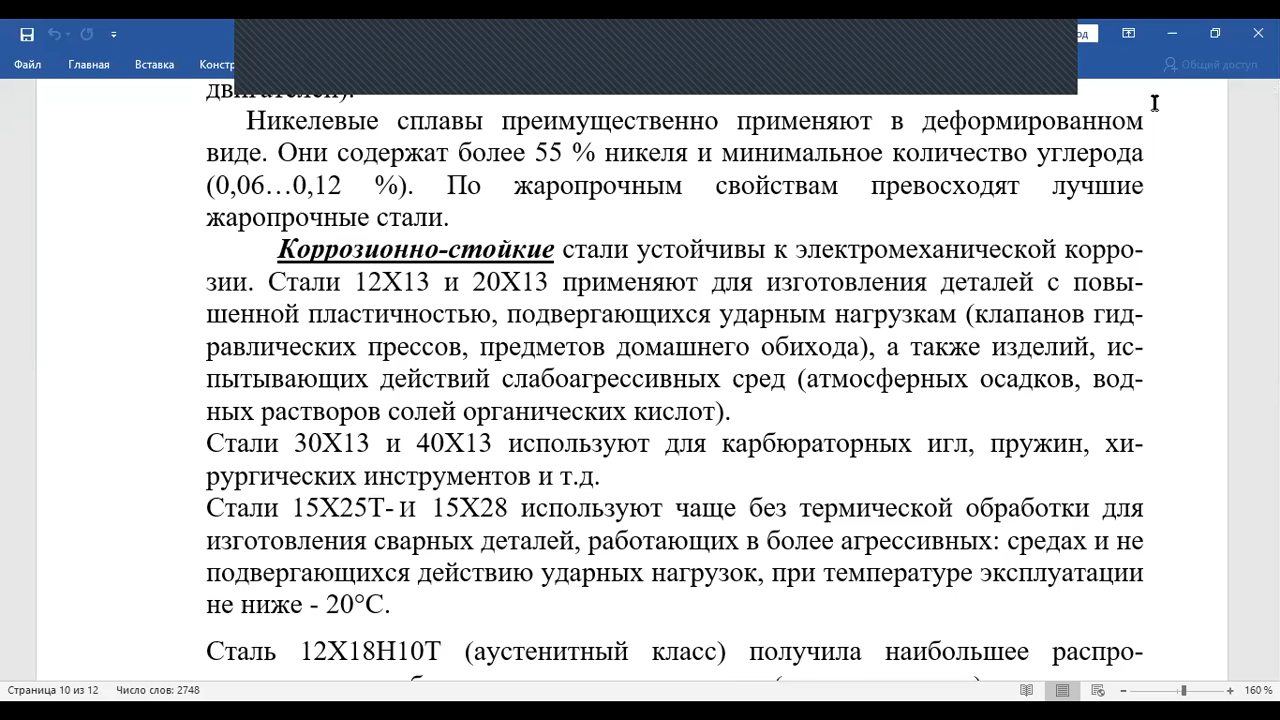 од
Файл Главная Вставка Констр Общий доступ
двигателей).
Никелевые сплавы преимущественно применяют в деформированном
виде. Они содержат более 55 % никеля и минимальное количество углерода
(0,06…0,12 %). По жаропрочным свойствам превосходят лучшие
жаропрочные стали.
Коррозионно-стойкие стали устойчивы к электромеханической корро-
зии. Стали 12Х13 и 20Х13 применяют для изготовления деталей с повы-
шенной пластичностью, подвергающихся ударным нагрузкам (клапанов гид-
равлических прессов, предметов домашнего обихода), а также изделий, ис-
пытывающих действий слабоагрессивных сред (атмосферных осадков, вод-
ных растворов солей органических кислот).
Стали 30Х13 и 40Х13 используют для карбюраторных игл, пружин, хи-
рургических инструментов и т.д.
Стали 15Х25Т- И 15Х28 используют чаще без термической обработки для
изготовления сварных деталей, работающих в более агрессивных: средах и не
подвергающихся действию ударных нагрузок, при температуре эксплуатации
не ниже - 20°С.
Сталь 12Х18Н10Т (аустенитный класс) получила наибольшее распро-
Страница 10 из 12 Число слов: 2748 160 %